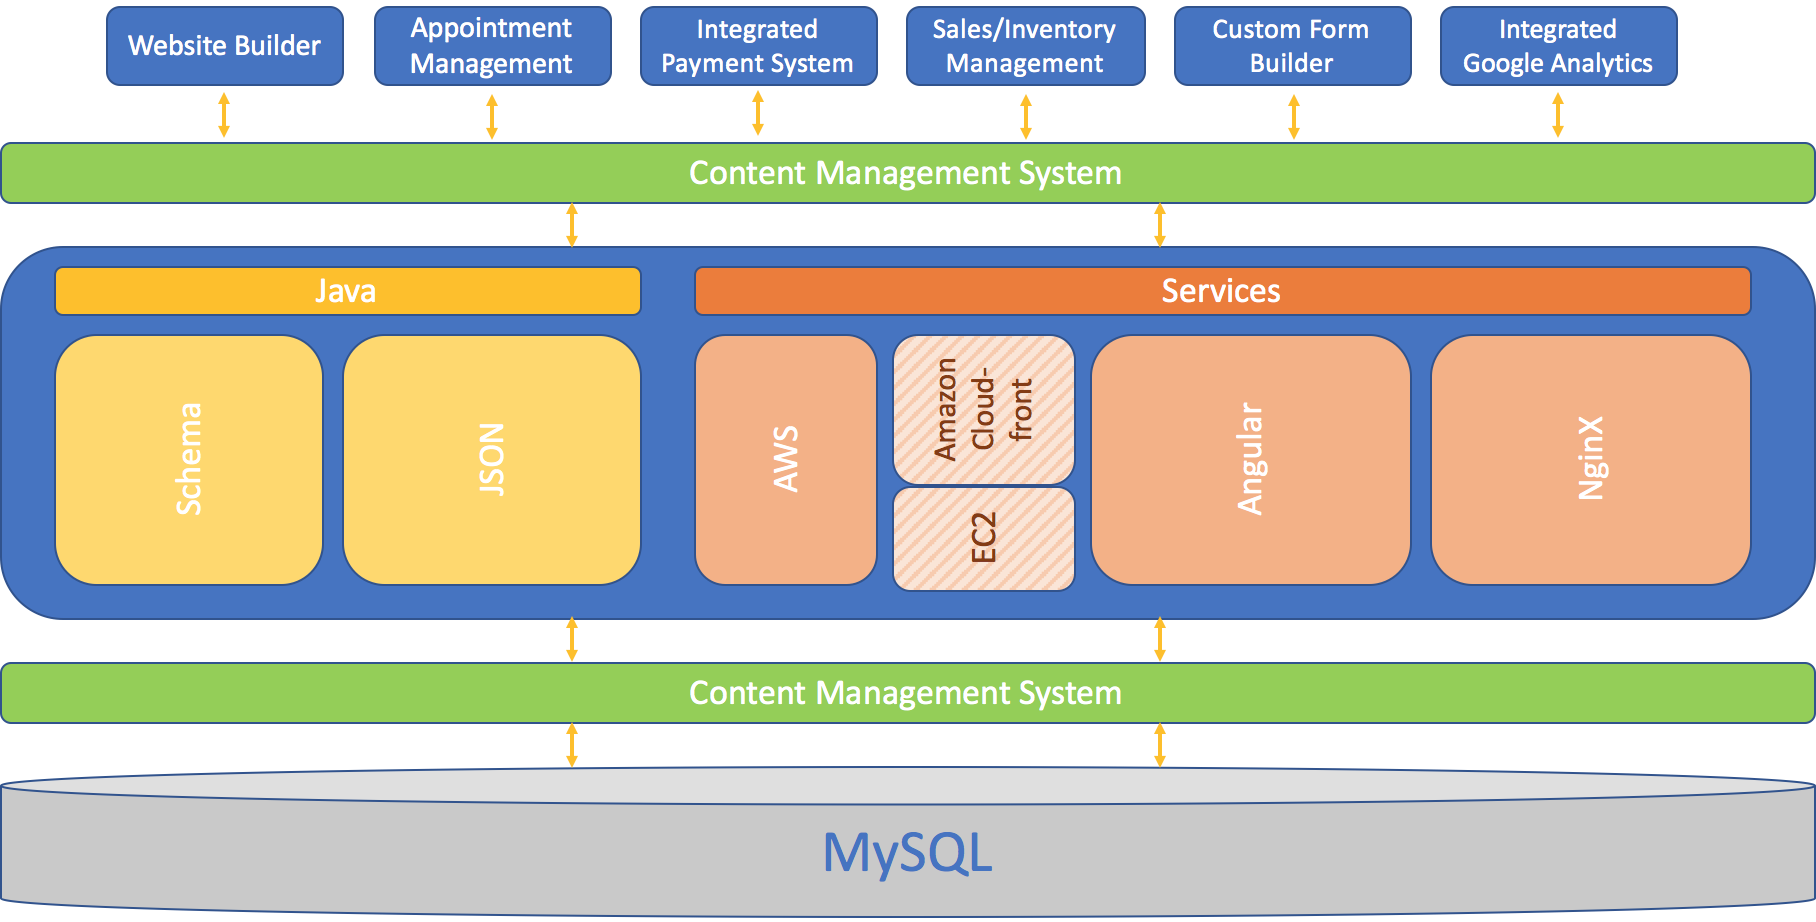 Website Builder
Appointment
Management
Integrated
Payment System
Sales/Inventory
Management
Custom Form
Builder
Integrated
Google Analytics
Content Management System
Java
Services
Schema
JSON
AWS
Amazon
Cloud-
front
EC2
Angular
NginX
Content Management System
MySQL